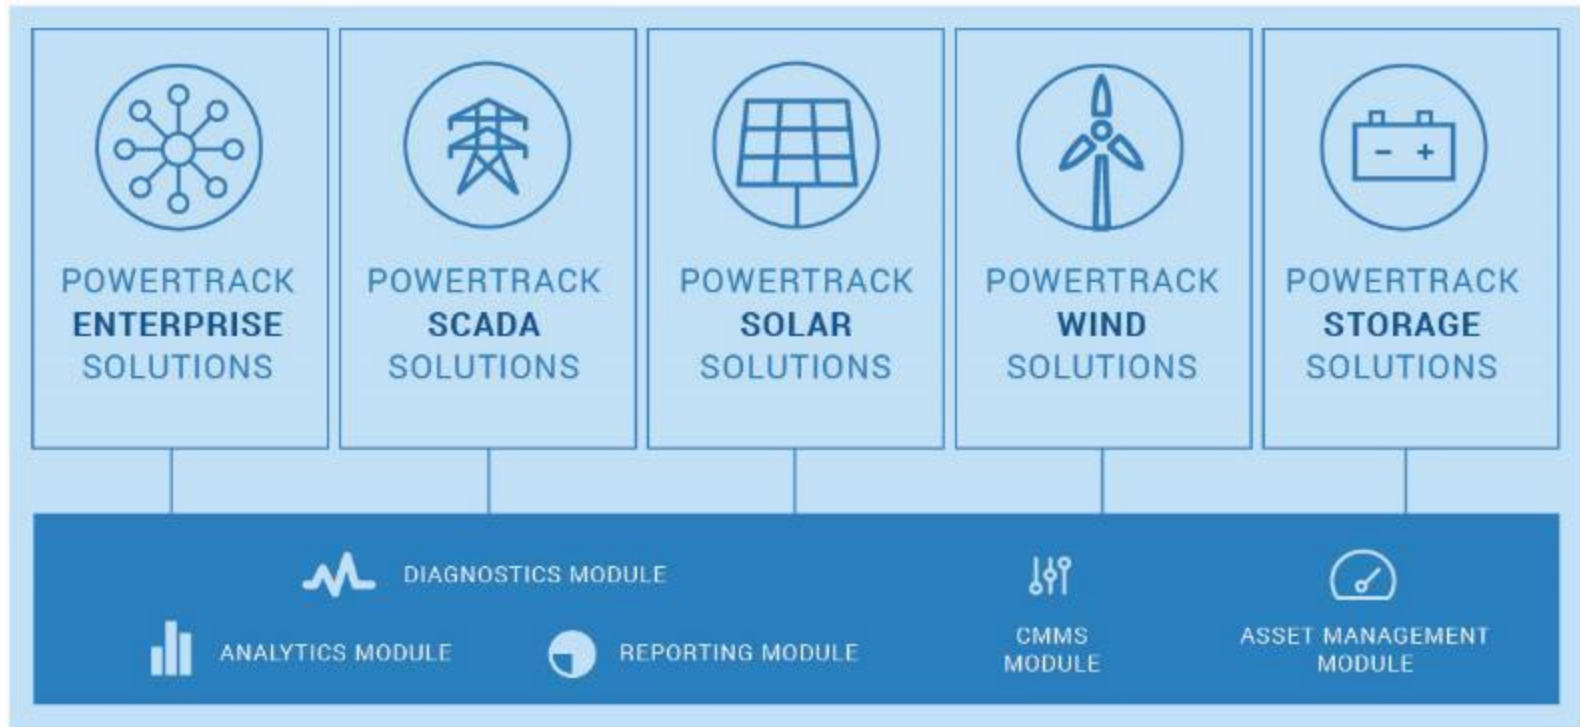 POWERTRACK
ENTERPRISE
SOLUTIONS
POWERTRACK
SCADA
SOLUTIONS
POWERTRACK
SOLAR
SOLUTIONS
POWERTRACK
WIND
SOLUTIONS
POWERTRACK
STORAGE
SOLUTIONS
DIAGNOSTICS MODULE
ANALYTICS MODULE
REPORTING MODULE
CMMS
MODULE
ASSET MANAGEMENT
MODULE